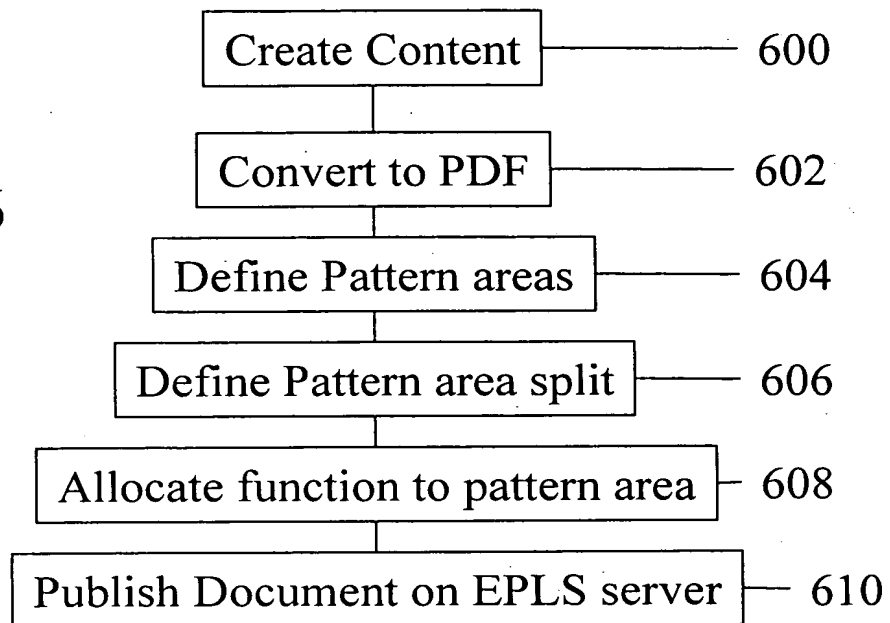 Create Content 600
Convert to PDF 602
Define Pattern areas 604
Define Pattern area split 606
Allocate function to pattern area 608
Publish Document on EPLS server 610